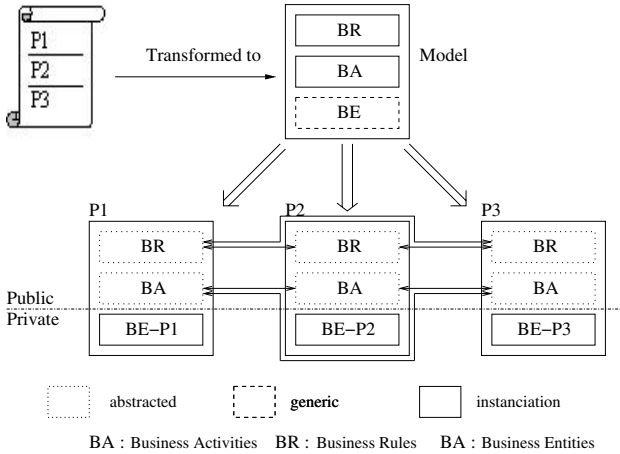 P1
P2
P3
Transformed to
BR
BA
BE
Model
P1
P2
P3
BR
BR
BR
BA
BA
BA
Public
Private
BE-P1
BE-P2
BE-P3
abstracted
generic
instanciation
BA : Business Activities BR : Business Rules BA : Business Entities